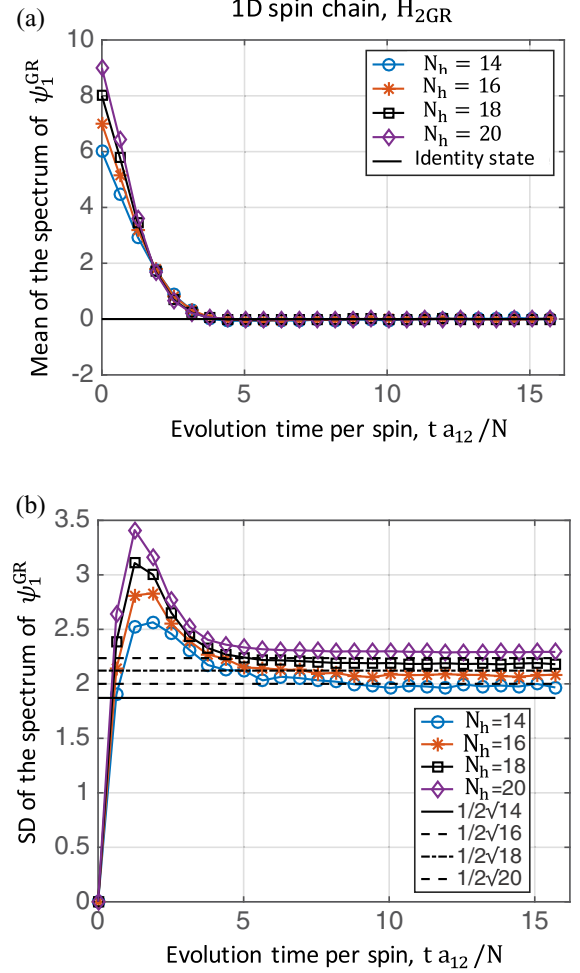 1D spin chain, H2GR
(a)
Mean of the spectrum of ψ₁ᴳᴿ
10
8
6
4
2
0
-2
0
5
10
15
Nh = 14
Nh = 16
Nh = 18
Nh = 20
Identity state
Evolution time per spin, t a₁₂/N
(b)
SD of the spectrum of ψ₁ᴳᴿ
3.5
3
2.5
2
1.5
1
0.5
0
0
5
10
15
Nh=14
Nh=16
Nh=18
Nh=20
1/2√14
1/2√16
1/2√18
1/2√20
Evolution time per spin, t a₁₂/N